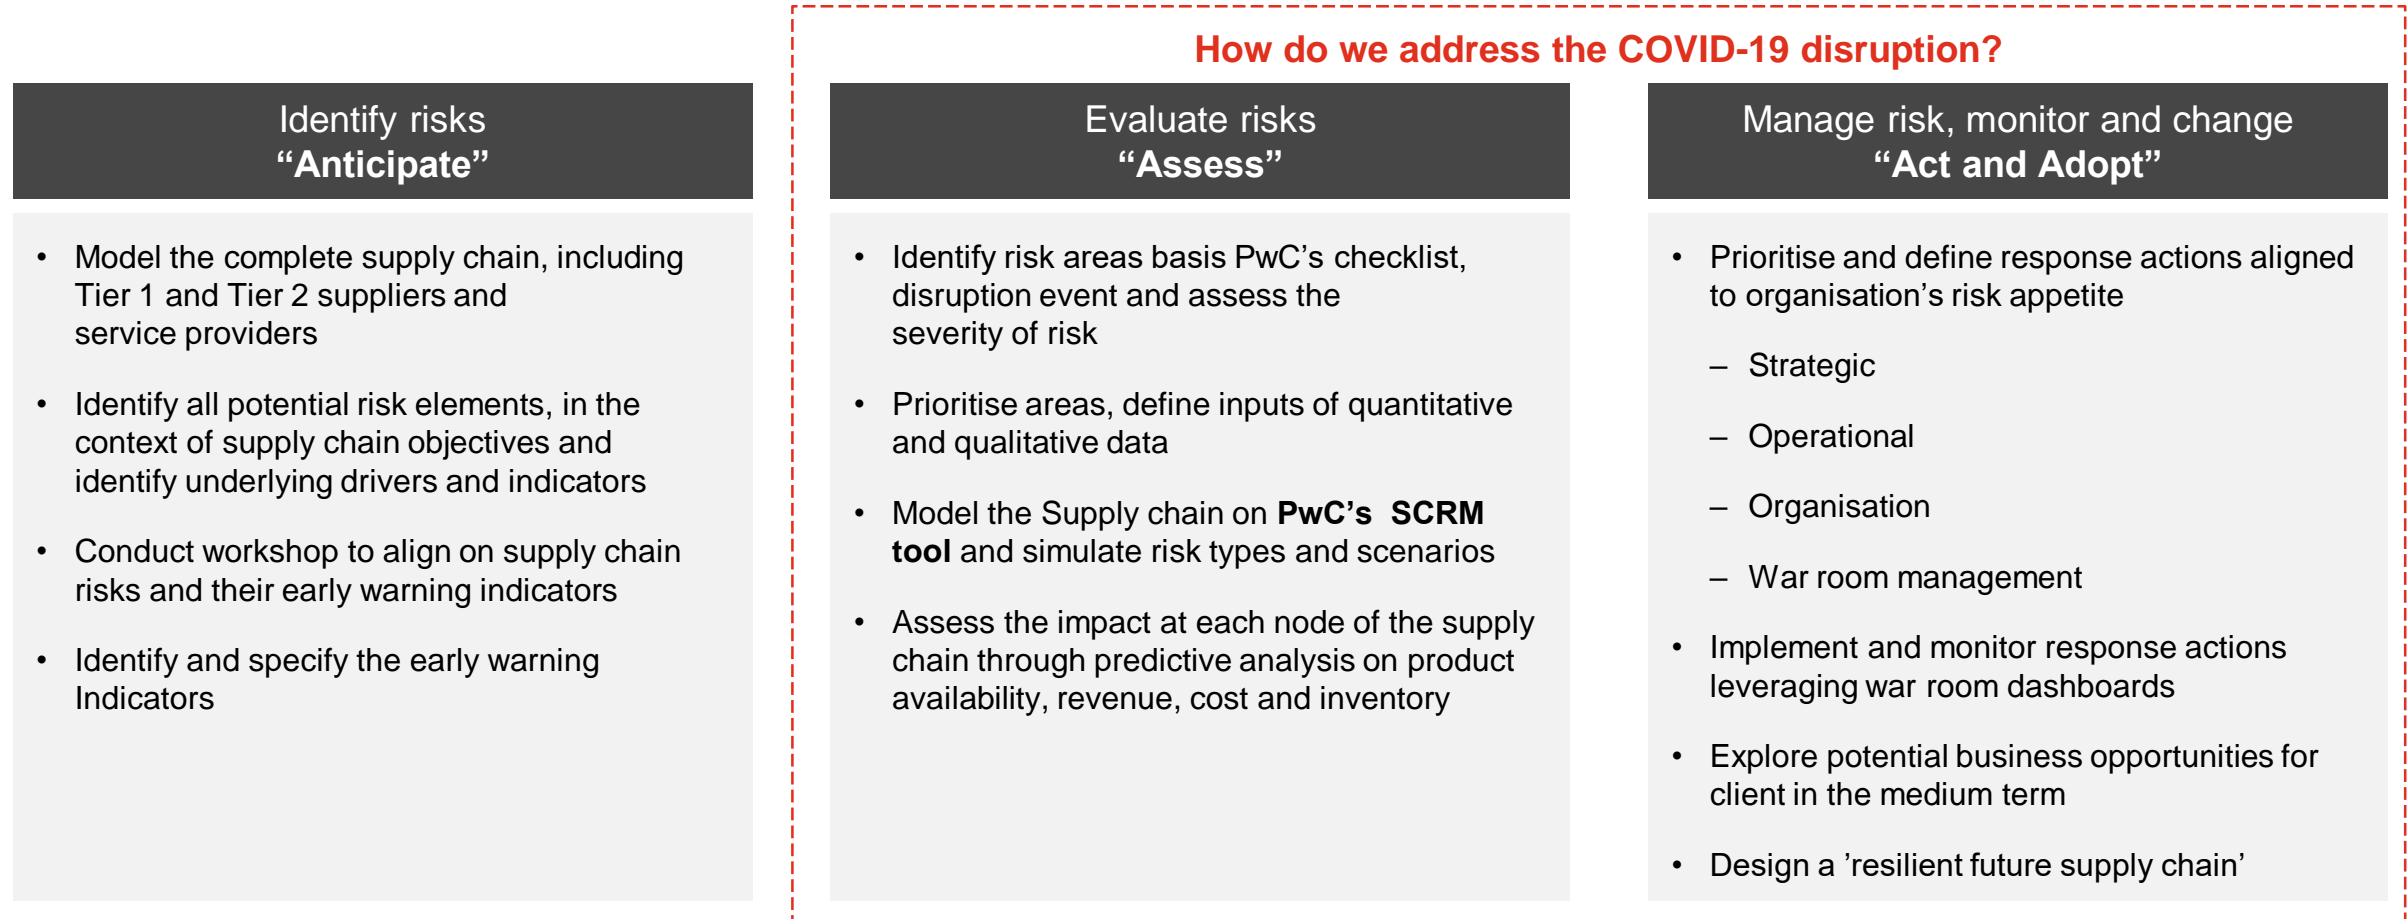 How do we address the COVID-19 disruption?
Identify risks
“Anticipate”
• Model the complete supply chain, including
Tier 1 and Tier 2 suppliers and
service providers
• Identify all potential risk elements, in the
context of supply chain objectives and
identify underlying drivers and indicators
• Conduct workshop to align on supply chain
risks and their early warning indicators
• Identify and specify the early warning
Indicators
Evaluate risks
“Assess”
• Identify risk areas basis PwC’s checklist,
disruption event and assess the
severity of risk
• Prioritise areas, define inputs of quantitative
and qualitative data
• Model the Supply chain on PwC’s SCRM
tool and simulate risk types and scenarios
• Assess the impact at each node of the supply
chain through predictive analysis on product
availability, revenue, cost and inventory
Manage risk, monitor and change
“Act and Adopt”
• Prioritise and define response actions aligned
to organisation’s risk appetite
– Strategic
– Operational
– Organisation
– War room management
• Implement and monitor response actions
leveraging war room dashboards
• Explore potential business opportunities for
client in the medium term
• Design a ’resilient future supply chain’